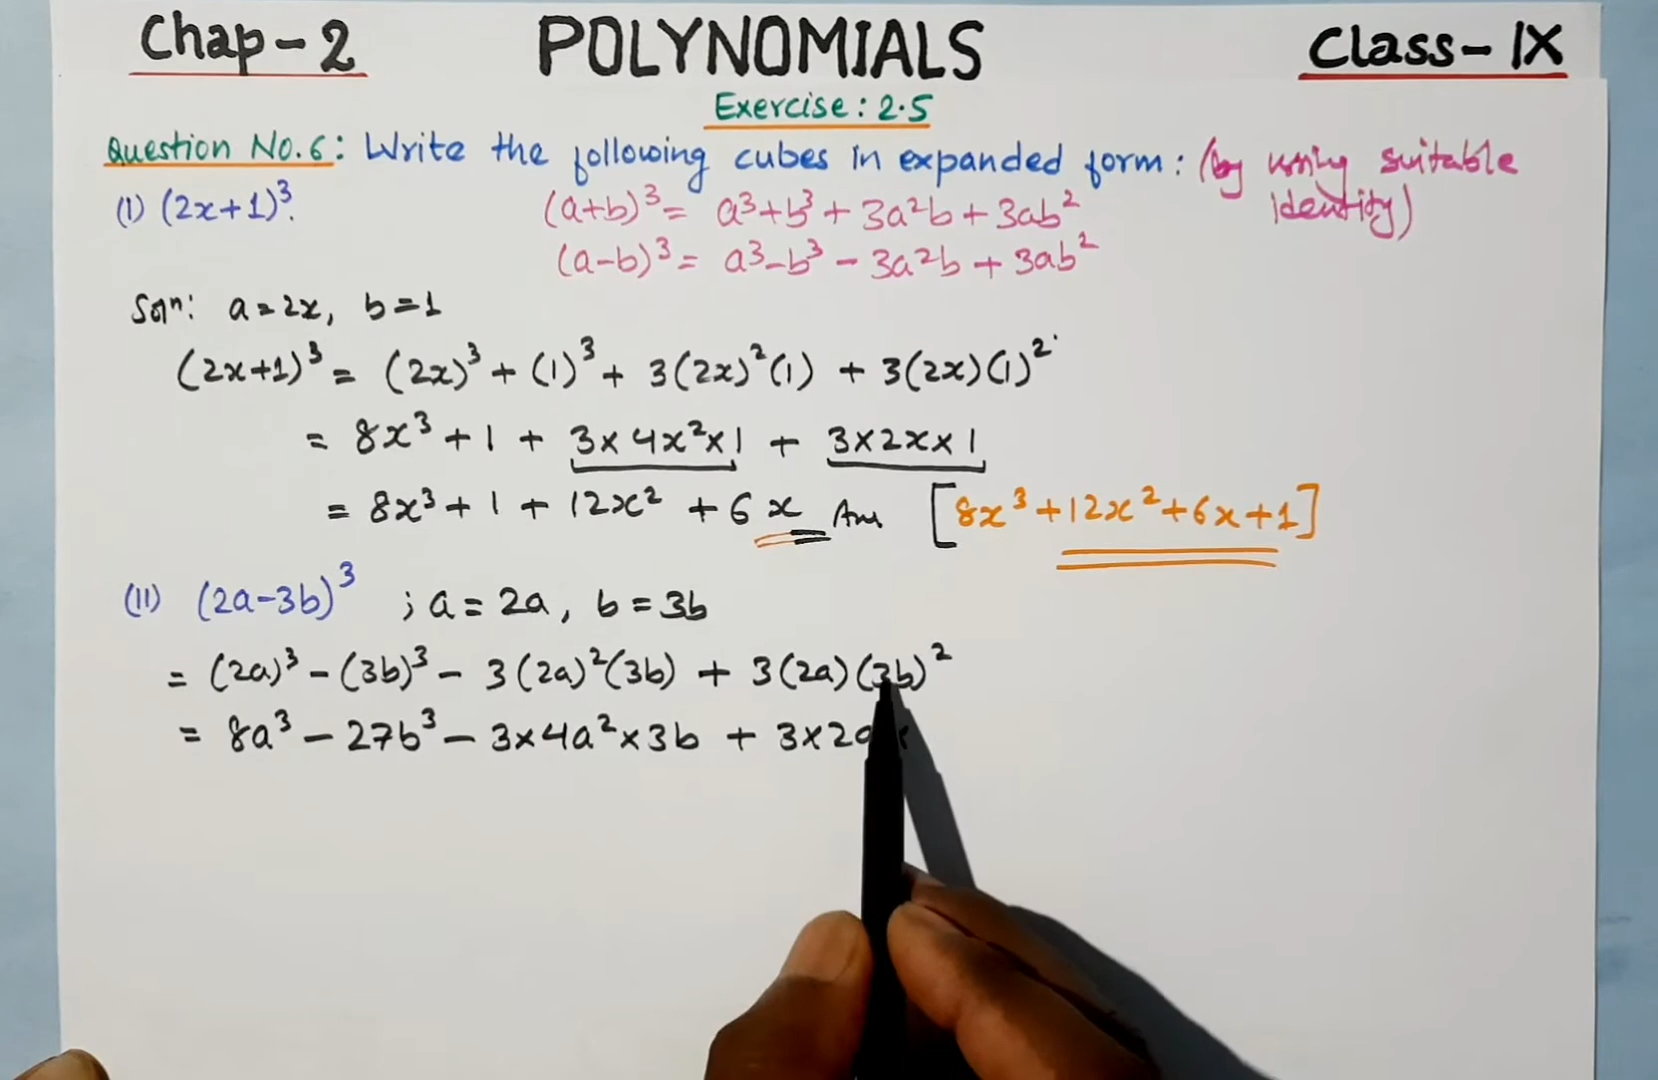 Chap-2 POLYNOMIALS Class-IX
Exercise: 2.5
Question No.6: Write the following cubes in expanded form: (by using suitable Identity)
(I) (2x+1)³. (a+b)³ = a³+b³+3a²b+3ab²
(a-b)³ = a³-b³-3a²b+3ab²
Solⁿ: a=2x, b=1
(2x+1)³ = (2x)³ + (1)³ + 3(2x)²(1) + 3(2x)(1)²
= 8x³ + 1 + 3×4x²×1 + 3×2x×1
= 8x³ + 1 + 12x² + 6x Ans [8x³+12x²+6x+1]
(II) (2a-3b)³ ; a = 2a, b = 3b
= (2a)³ - (3b)³ - 3(2a)²(3b) + 3(2a)(3b)²
= 8a³ - 27b³ - 3×4a²×3b + 3×2a